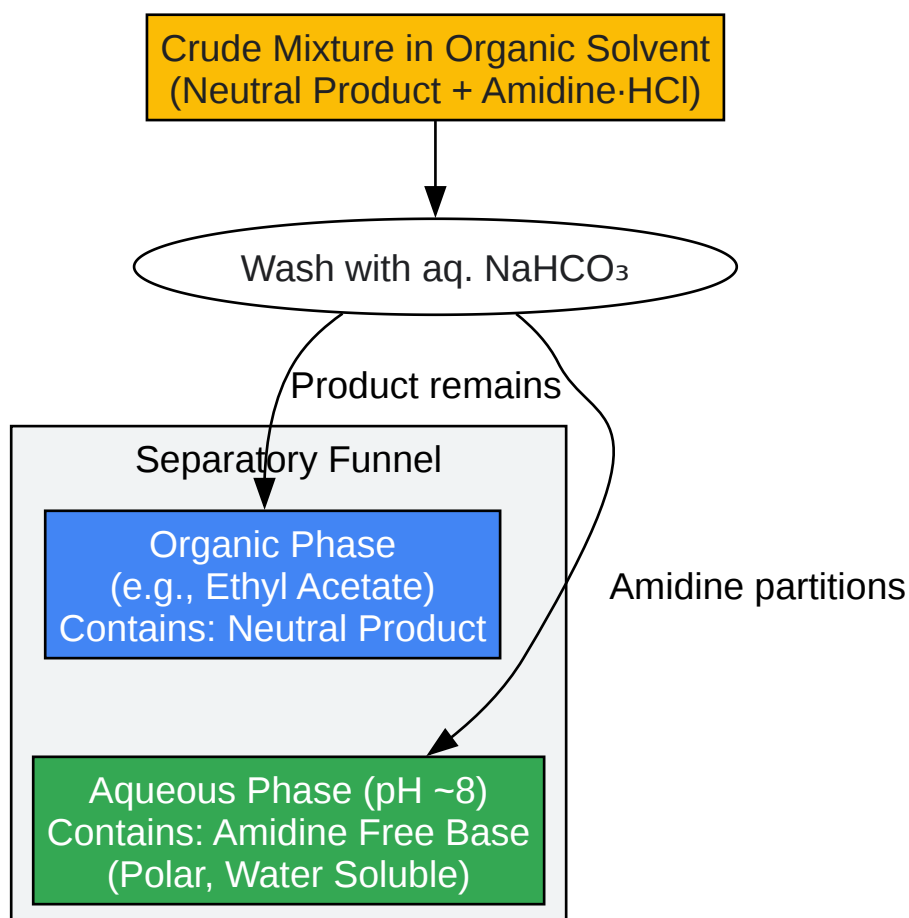 Crude Mixture in Organic Solvent
(Neutral Product + Amidine·HCl)
Wash with aq. NaHCO₃
Product remains
Separatory Funnel
Organic Phase
(e.g., Ethyl Acetate)
Contains: Neutral Product
Amidine partitions
Aqueous Phase (pH ~8)
Contains: Amidine Free Base
(Polar, Water Soluble)